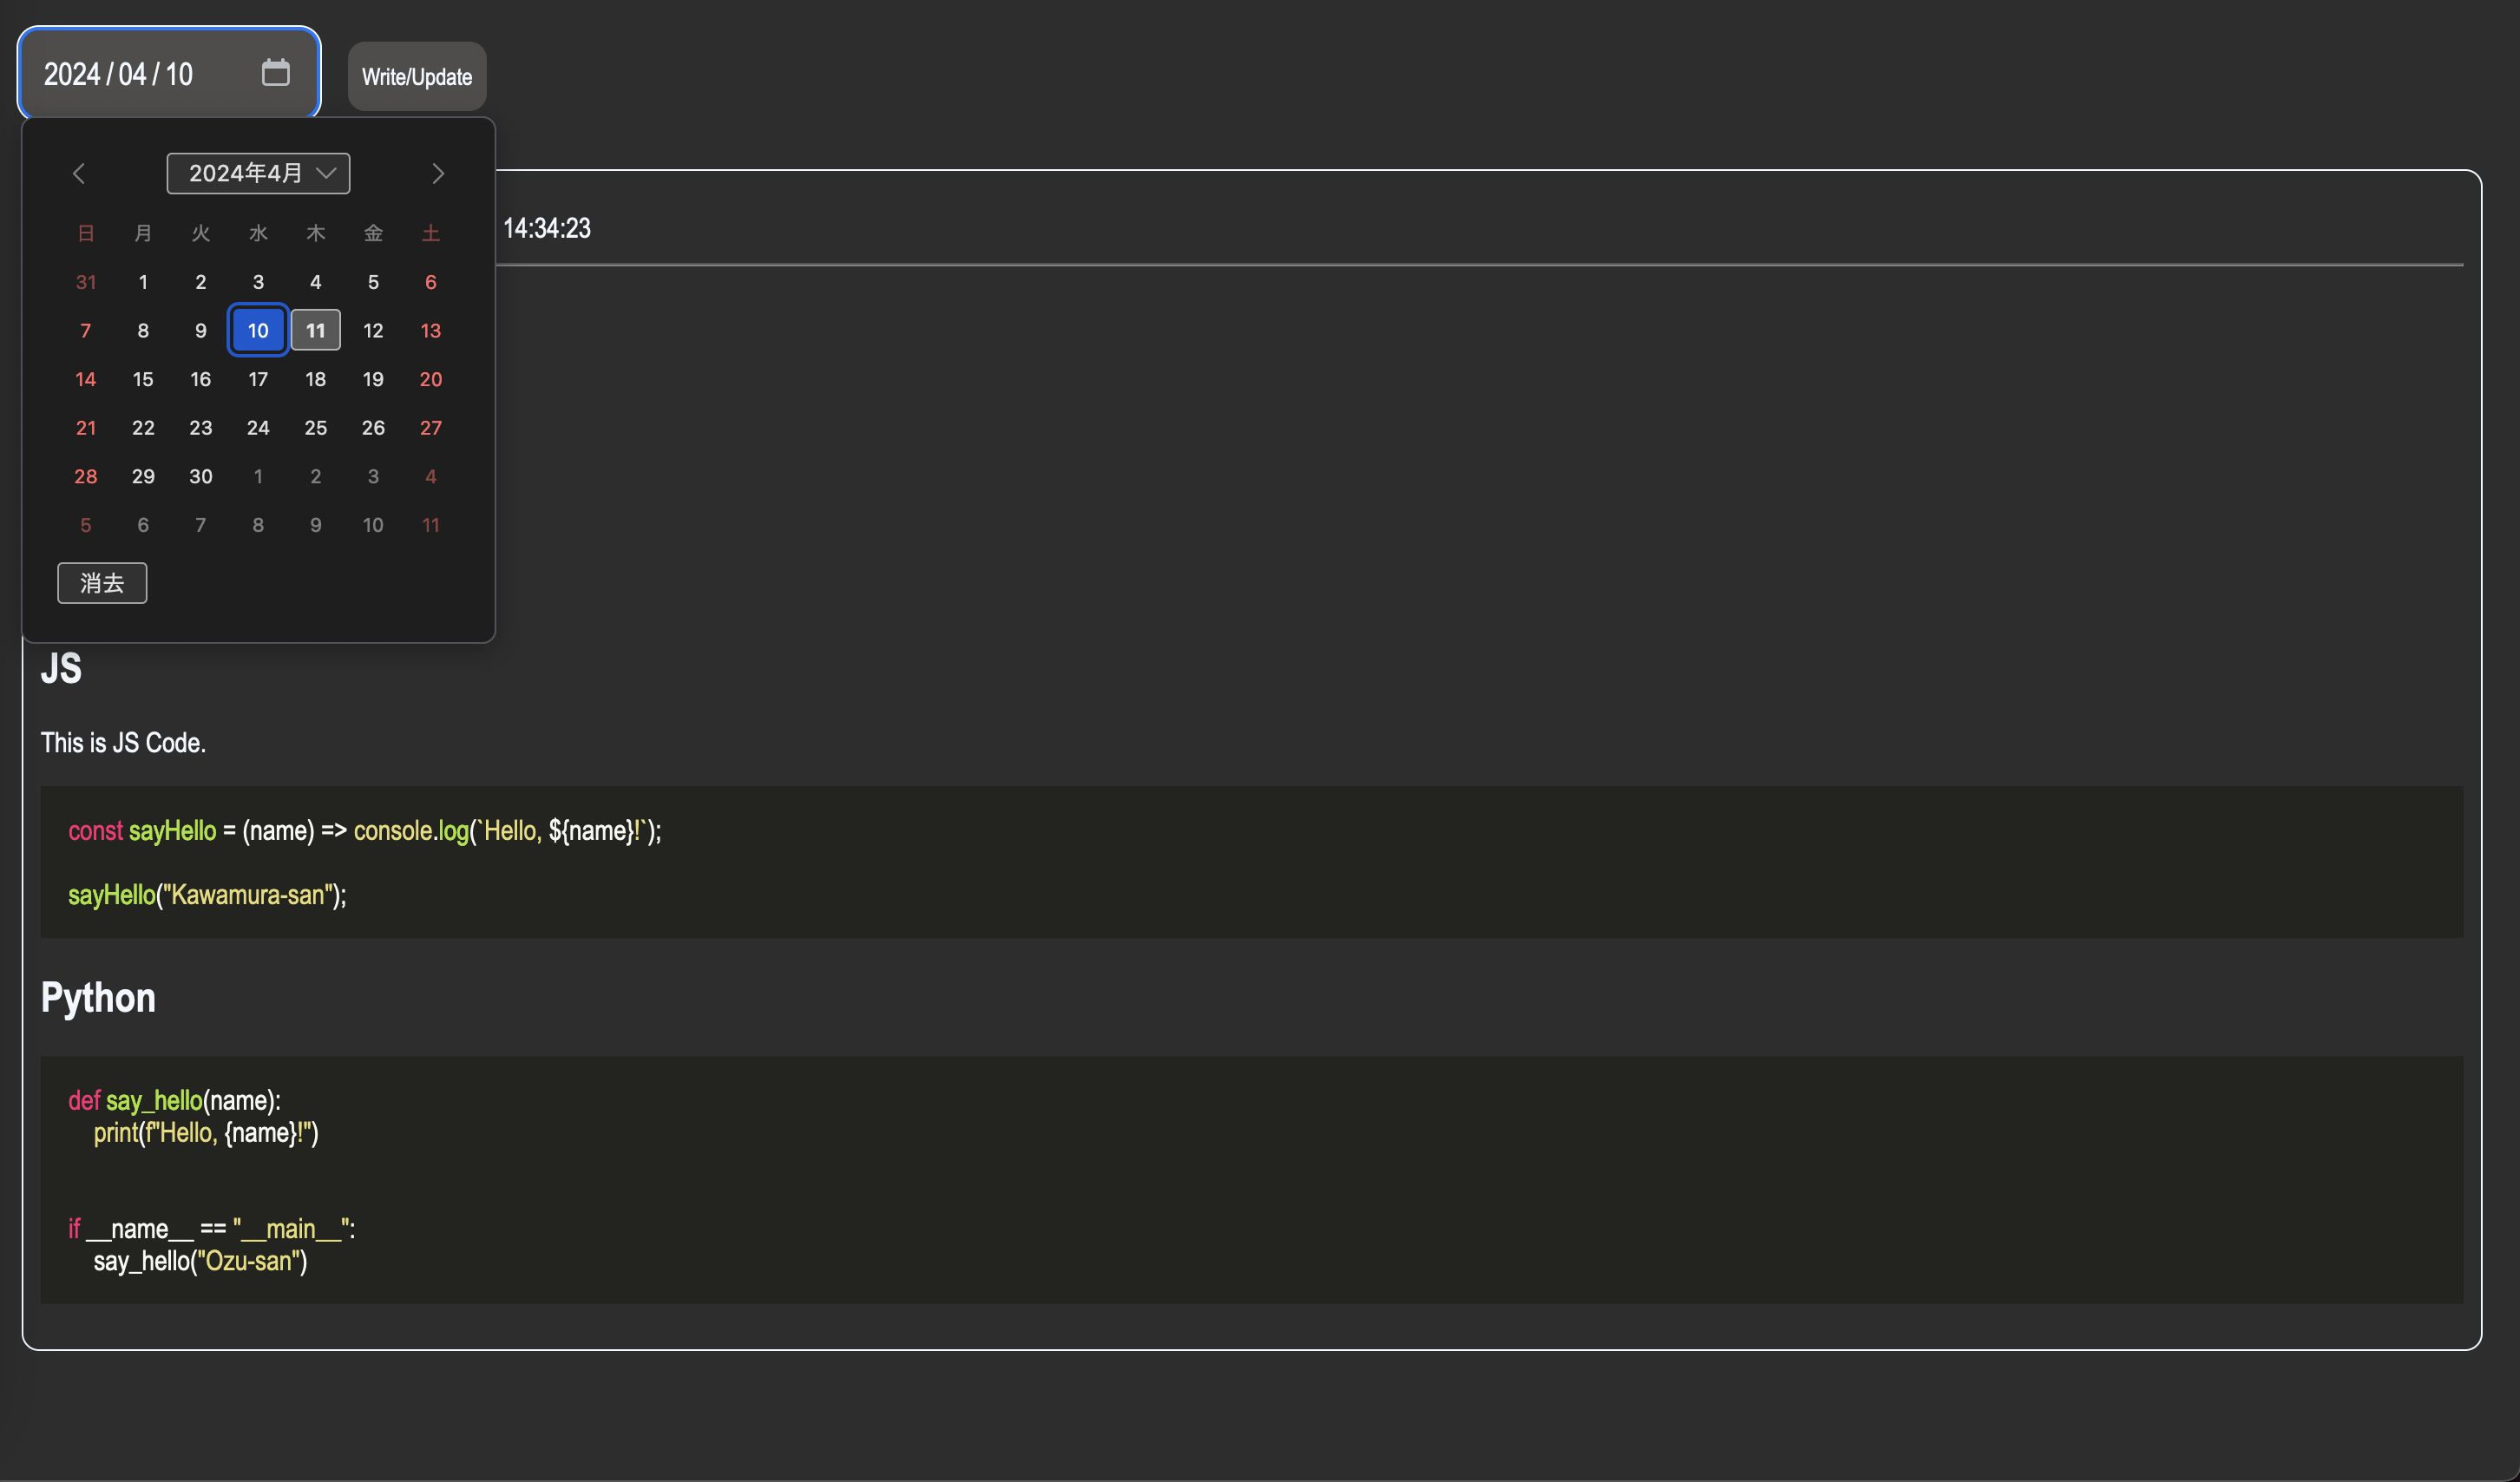 2024 / 04 / 10
Write/Update
2024年4月
14:34:23
日 月 火 水 木 金 土
31 1 2 3 4 5 6
7 8 9 10 11 12 13
14 15 16 17 18 19 20
21 22 23 24 25 26 27
28 29 30 1 2 3 4
5 6 7 8 9 10 11
消去
JS
This is JS Code.
const sayHello = (name) => console.log(`Hello, ${name}!`);
sayHello("Kawamura-san");
Python
def say_hello(name):
    print(f"Hello, {name}!")
if __name__ == "__main__":
    say_hello("Ozu-san")